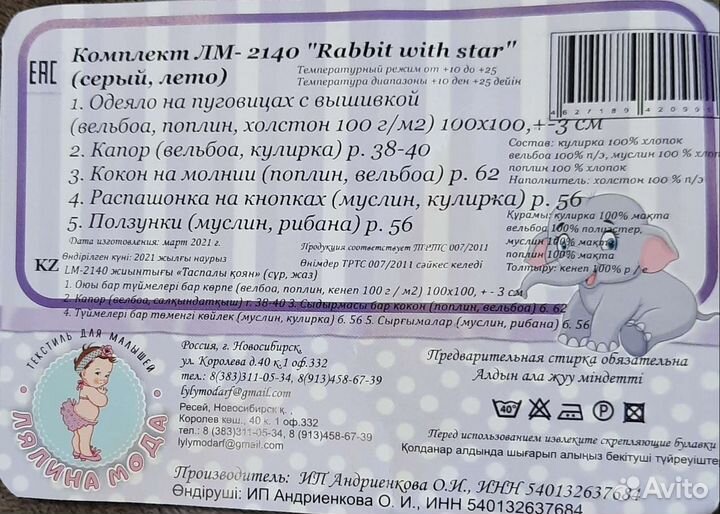 EAC
Комплект ЛМ- 2140 "Rabbit with star"
(серый, лето)
Температурный режим от +10 до +25
Температура диапазоны +10 ден +25 дейін
4627189 420991
1. Одеяло на пуговицах с вышивкой
(вельбоа, поплин, холстон 100 г/м2) 100х100,+-3 см
2. Капор (вельбоа, кулирка) р. 38-40
3. Кокон на молнии (поплин, вельбоа) р. 62
4. Распашонка на кнопках (муслин, кулирка) р. 56
5. Ползунки (муслин, рибана) р. 56
Состав: кулирка 100% хлопок
вельбоа 100% п/э, муслин 100 % хлоп
поплин 100% хлопок
Наполнитель: холстон 100 % п/э
Құрамы: кулирка 100% мақта
вельбоа 100% полиэстер,
муслин 100% мақта
поплин 100% мақта
Толтыру: кенеп 100% п/э
Дата изготовления: март 2021 г.
Продукция соответствует ТРТС 007/2011
KZ
Өндірілген күні: 2021 жылғы наурыз
Өнімдер ТРТС 007/2011 сәйкес келеді
LM-2140 жиынтығы «Таспалы қоян» (сұр, жаз)
1. Оюы бар түймелері бар көрпе (велбоа, поплин, кенеп 100 г / м2) 100х100, + - 3 см
2. Капор (велбоа, салқындатқыш) г. 38-40 3. Сыдырмасы бар кокон (поплин, вельбоа) б. 62
4. Түймелері бар төменгі көйлек (муслин, кулирка) б. 56 5. Сырғымалар (муслин, рибана) б. 56
ТЕКСТИЛЬ ДЛЯ МАЛЫШЕЙ
ЛЯЛИНА МОДА
Россия, г. Новосибирск,
ул. Королева д.40 к.1 оф.332
тел.: 8(383)311-05-34, 8(913)458-67-39
lylymodarf@gmail.com
Ресей, Новосибирск қ. ,
Королев көш., 40 к. 1 оф.332
тел.: 8 (383)311-05-34, 8 (913)458-67-39
lylymodarf@gmail.com
Предварительная стирка обязательна
Алдын ала жуу міндетті
40°
P
Перед использованием извлеките скрепляющие булавки
Қолданар алдында шығарып алыңыз бекітуші түйреуіштер
Производитель: ИП Андриенкова О.И., ИНН 540132637684
Өндіруші: ИП Андриенкова О. И., ИНН 540132637684
Avito